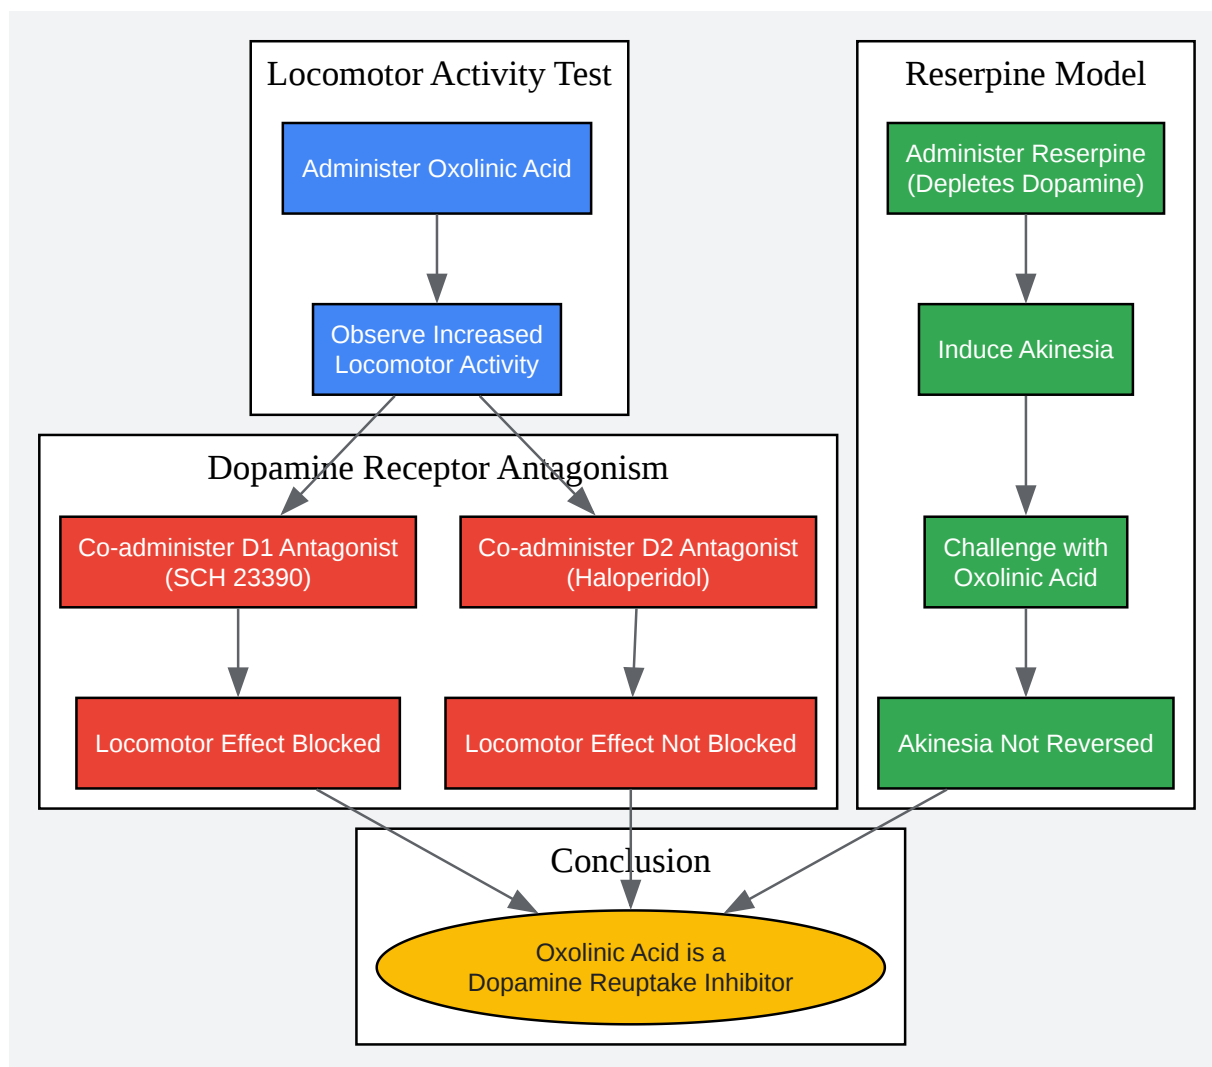 Locomotor Activity Test
Administer Oxolinic Acid
Observe Increased
Locomotor Activity
Dopamine Receptor Antagonism
Co-administer D1 Antagonist
(SCH 23390)
Locomotor Effect Blocked
Co-administer D2 Antagonist
(Haloperidol)
Locomotor Effect Not Blocked
Reserpine Model
Administer Reserpine
(Depletes Dopamine)
Induce Akinesia
Challenge with
Oxolinic Acid
Akinesia Not Reversed
Conclusion
Oxolinic Acid is a
Dopamine Reuptake Inhibitor